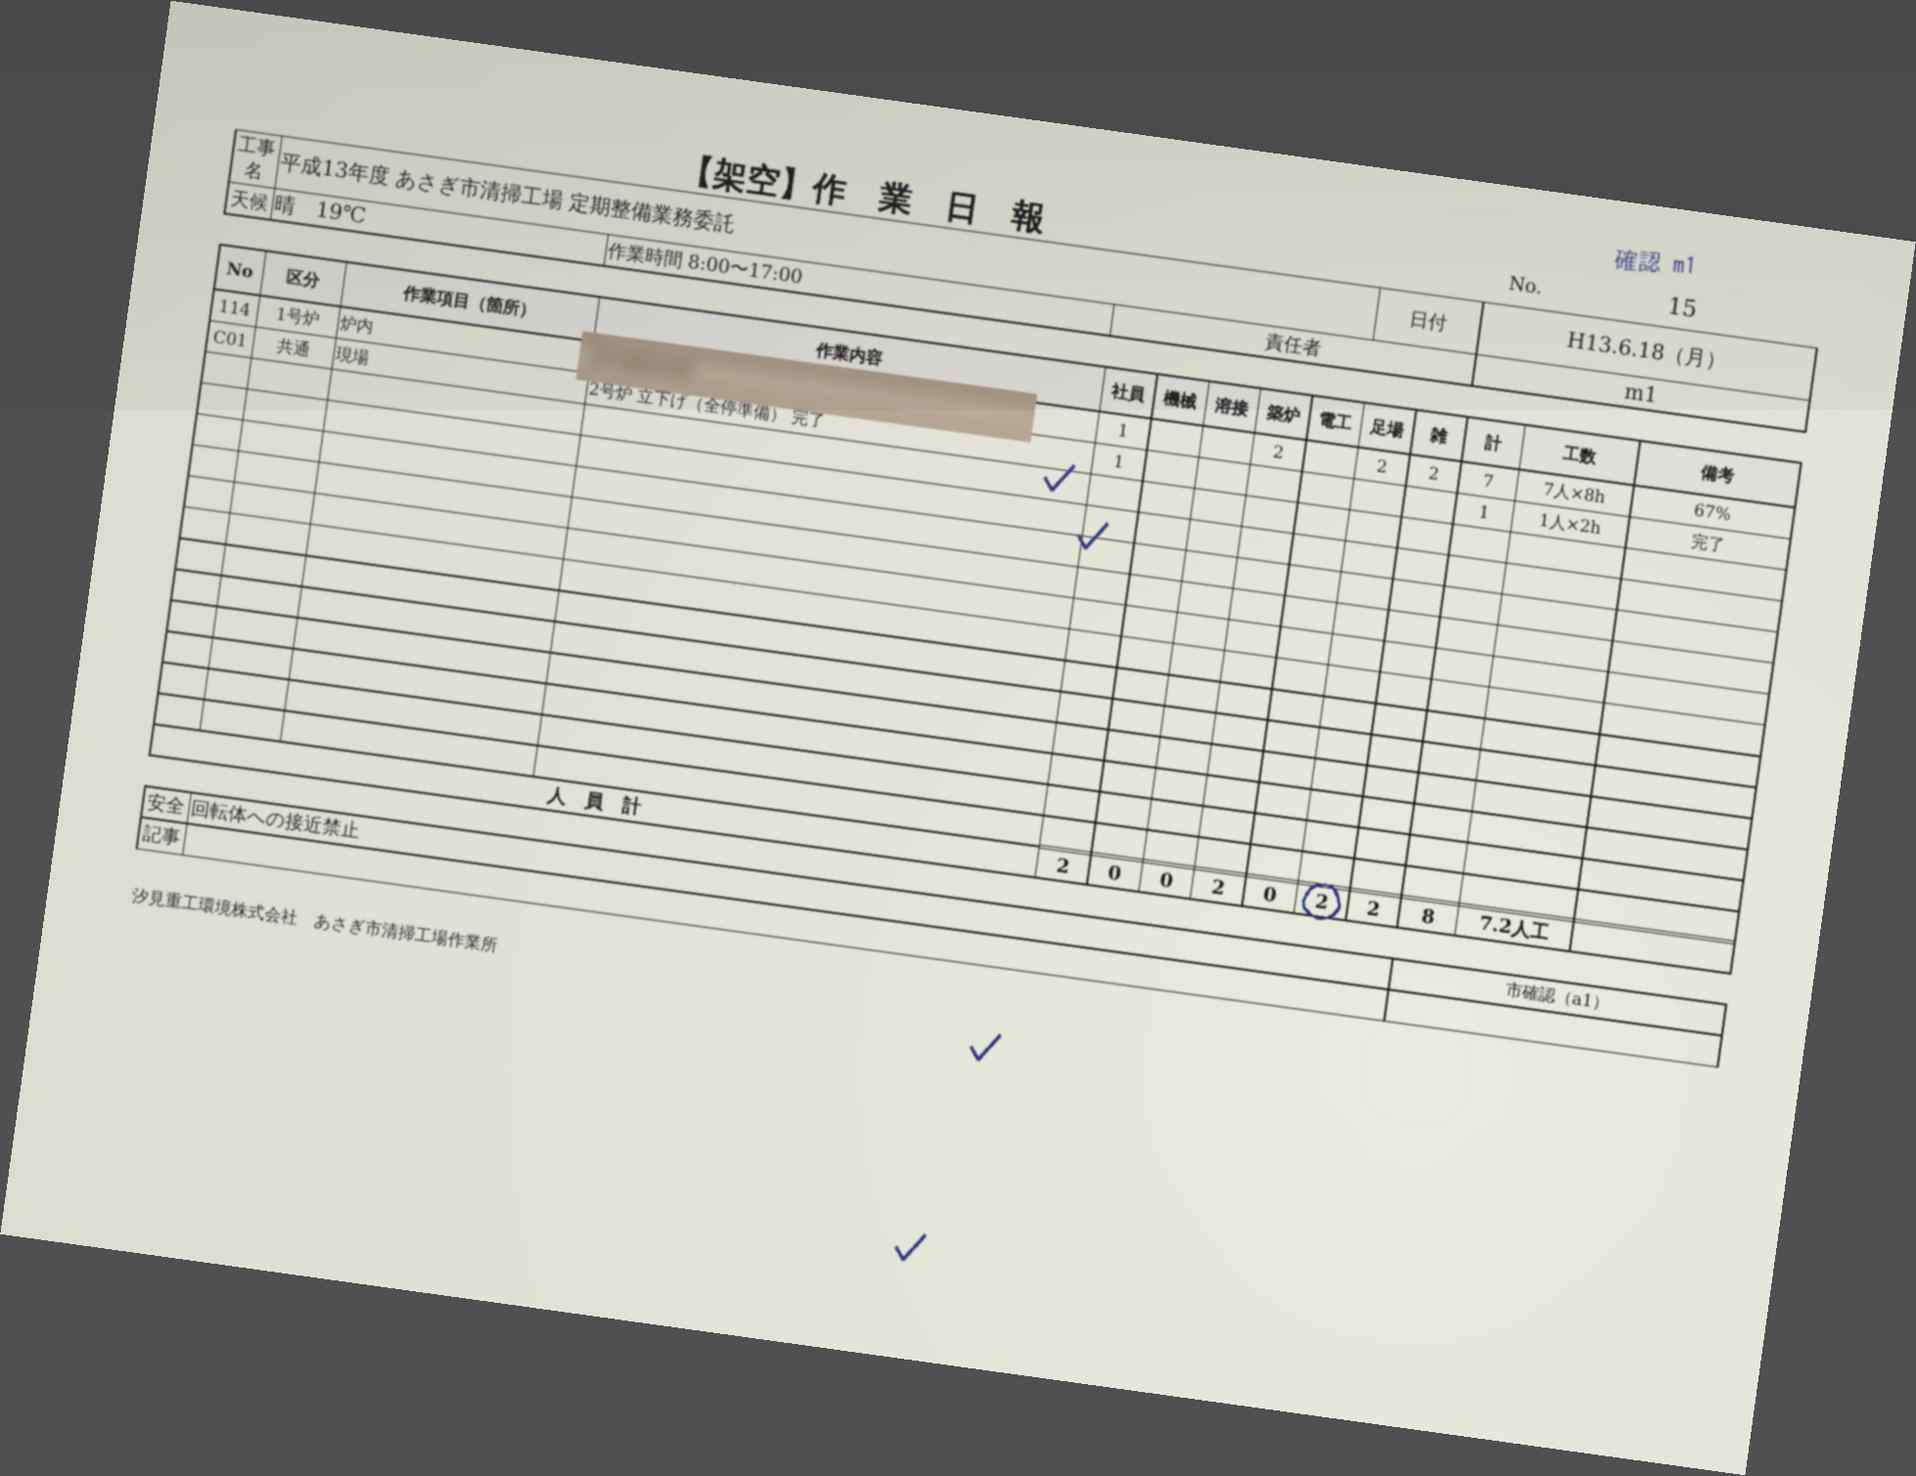 【架空】作 業 日 報
確認 m1
No. 15
工事名 平成13年度 あさぎ市清掃工場 定期整備業務委託 日付 H13.6.18（月）
天候 晴 19℃ 作業時間 8:00〜17:00 責任者 m1
No 区分 作業項目（箇所） 作業内容 社員 機械 溶接 築炉 電工 足場 雑 計 工数 備考
114 1号炉 炉内 1 2 2 2 7 7人×8h 67%
C01 共通 現場 2号炉 立下げ（全停準備） 完了 1 1 1人×2h 完了
人 員 計 2 0 0 2 0 2 2 8 7.2人工
安全 回転体への接近禁止 市確認（a1）
記事
汐見重工環境株式会社 あさぎ市清掃工場作業所